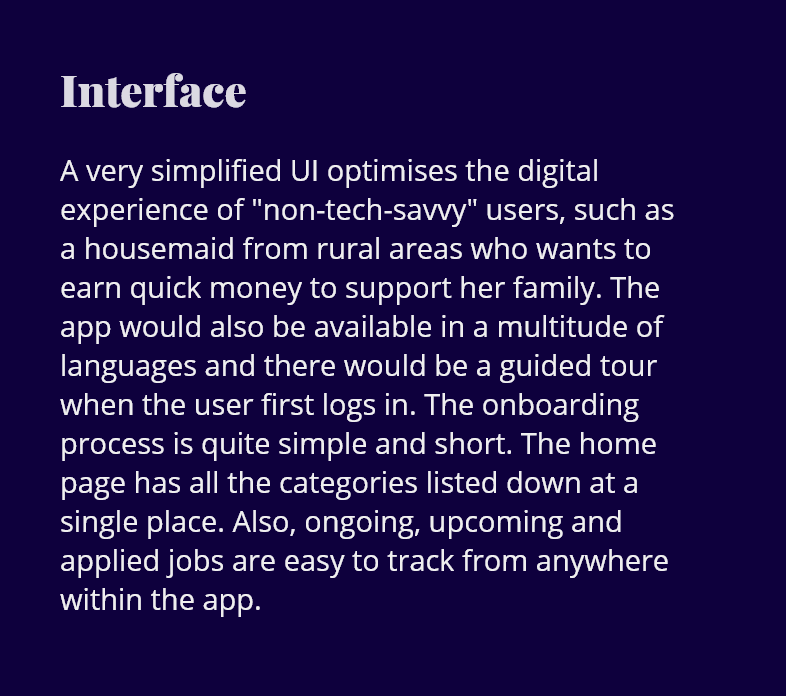 Interface
A very simplified UI optimises the digital
experience of "non-tech-savvy" users, such as
a housemaid from rural areas who wants to
earn quick money to support her family. The
app would also be available in a multitude of
languages and there would be a guided tour
when the user first logs in. The onboarding
process is quite simple and short. The home
page has all the categories listed down at a
single place. Also, ongoing, upcoming and
applied jobs are easy to track from anywhere
within the app.